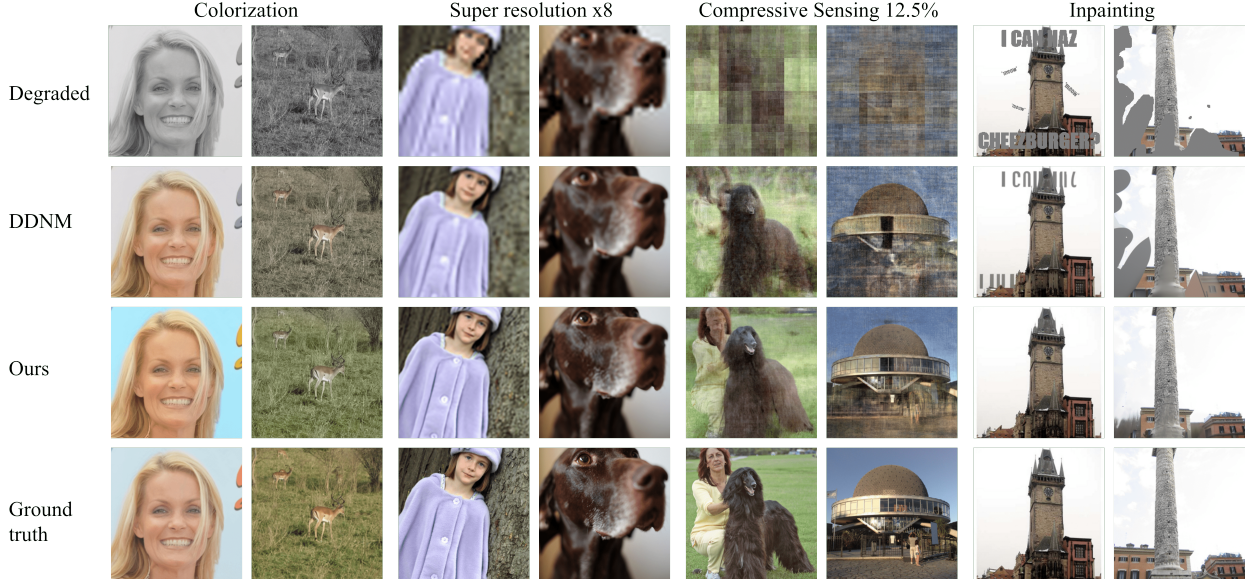 Colorization
Super resolution x8
Compressive Sensing 12.5%
Inpainting
Degraded
I CAN HAZ
CHEEZBURGER?
DDNM
Ours
Ground
truth